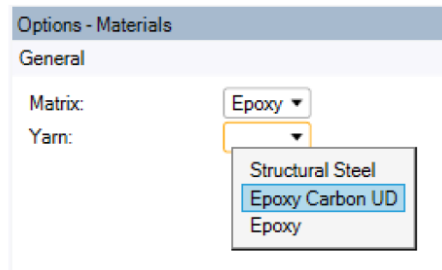 Options - Materials
General
Matrix: Epoxy
Yarn:
Structural Steel
Epoxy Carbon UD
Epoxy